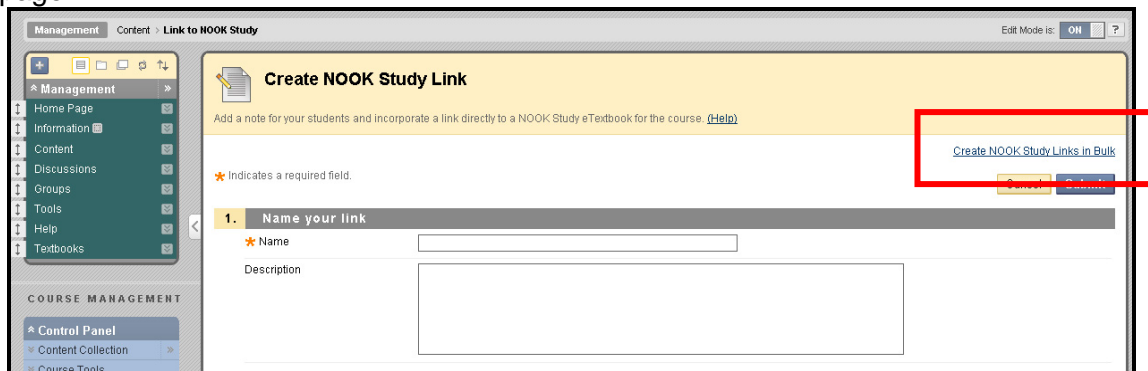 Management Content > Link to NOOK Study Edit Mode is: ON ?
Management
Home Page
Information
Content
Discussions
Groups
Tools
Help
Textbooks
COURSE MANAGEMENT
Control Panel
Content Collection
Course Tools
Create NOOK Study Link
Add a note for your students and incorporate a link directly to a NOOK Study eTextbook for the course. (Help)
Create NOOK Study Links in Bulk
Indicates a required field.
Cancel Submit
1. Name your link
Name
Description